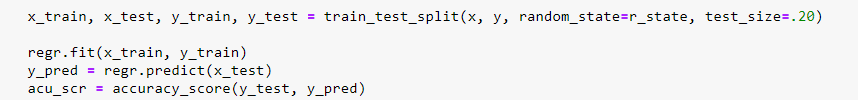 x_train, x_test, y_train, y_test = train_test_split(x, y, random_state=r_state, test_size=.20)
regr.fit(x_train, y_train)
y_pred = regr.predict(x_test)
acu_scr = accuracy_score(y_test, y_pred)